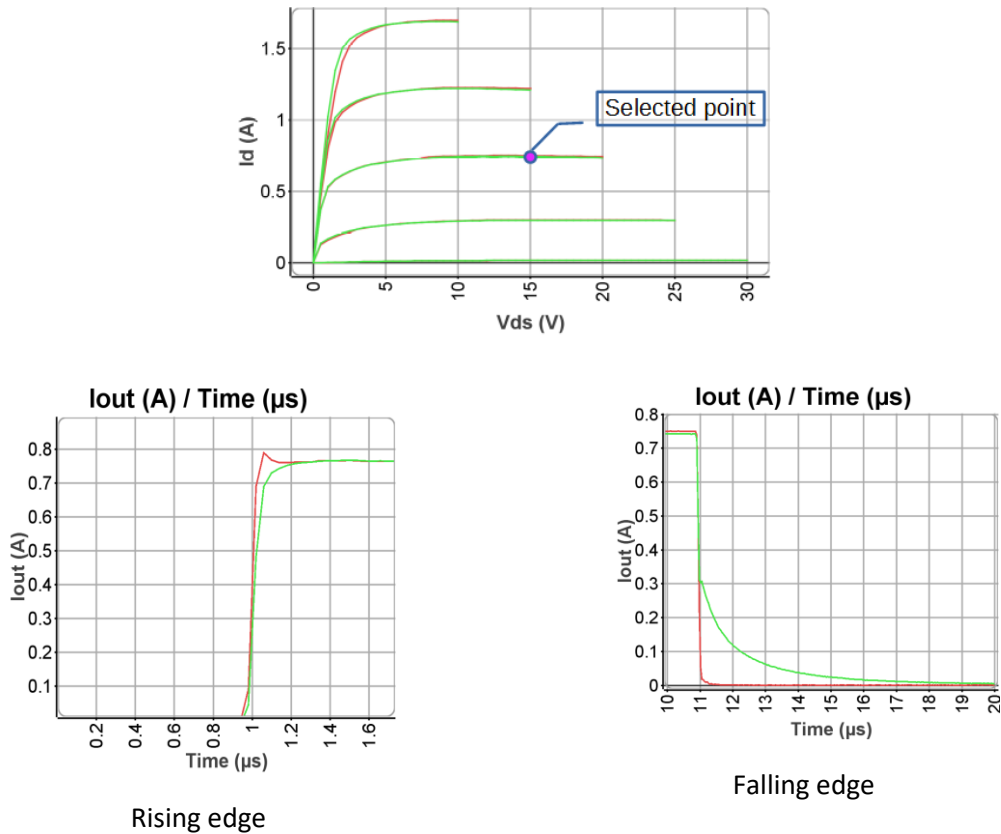 1.5
1
0.5
0
Id (A)
Selected point
0 5 10 15 20 25 30
Vds (V)
Iout (A) / Time (µs)
0.8
0.7
0.6
0.5
0.4
0.3
0.2
0.1
Iout (A)
0.2 0.4 0.6 0.8 1 1.2 1.4 1.6
Time (µs)
Rising edge
Iout (A) / Time (µs)
0.8
0.7
0.6
0.5
0.4
0.3
0.2
0.1
0
Iout (A)
10 11 12 13 14 15 16 17 18 19 20
Time (µs)
Falling edge